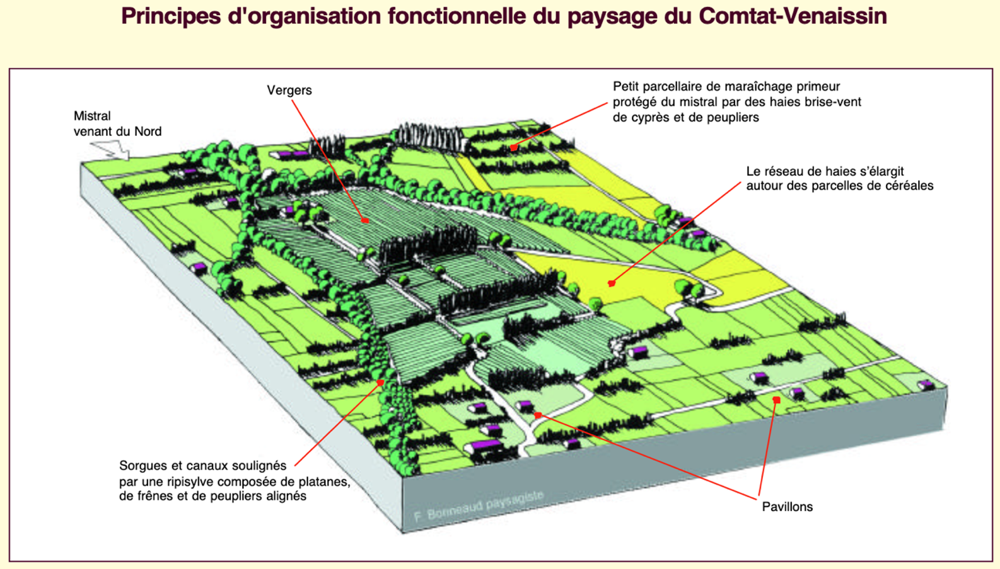 Principes d'organisation fonctionnelle du paysage du Comtat-Venaissin
Vergers
Petit parcellaire de maraîchage primeur
protégé du mistral par des haies brise-vent
de cyprès et de peupliers
Mistral
venant du Nord
Le réseau de haies s'élargit
autour des parcelles de céréales
Sorgues et canaux soulignés
par une ripisylve composée de platanes,
de frênes et de peupliers alignés
Pavillons
F Bonneaud paysagiste